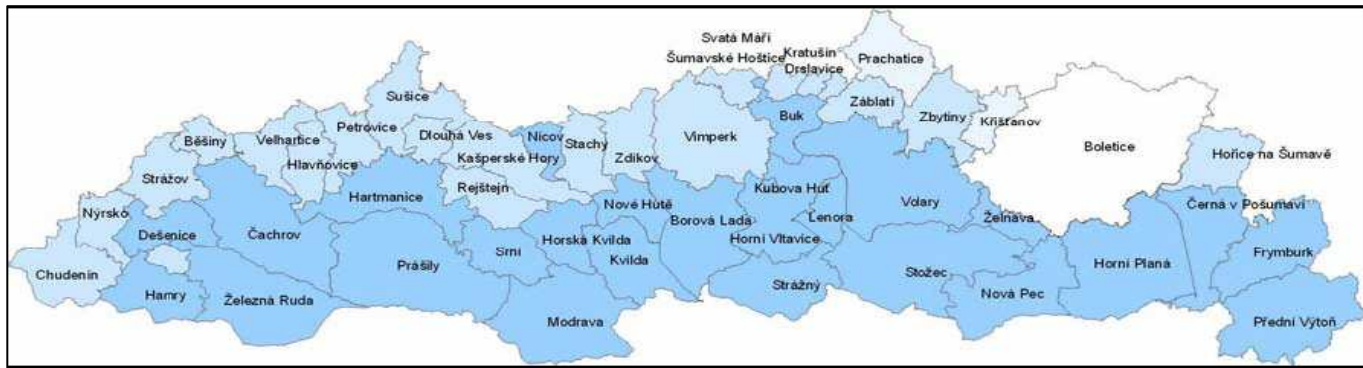 Svatá Máří
Šumavské Hoštice
Kratušín
Drslavice
Prachatice
Sušice
Záblatí
Zbytiny
Křišťanov
Běšiny
Velhartice
Petrovice
Dlouhá Ves
Nicov
Stachy
Vimperk
Buk
Boletice
Hlavňovice
Kašperské Hory
Zdíkov
Hořice na Šumavě
Strážov
Hartmanice
Rejštejn
Kubova Huť
Nýrsko
Nové Hutě
Borová Lada
Lenora
Volary
Želnava
Černá v Pošumaví
Dešenice
Čachrov
Srní
Horská Kvilda
Horní Vltavice
Frymburk
Chudenín
Prášily
Kvilda
Stožec
Horní Planá
Hamry
Železná Ruda
Strážný
Nová Pec
Modrava
Přední Výtoň